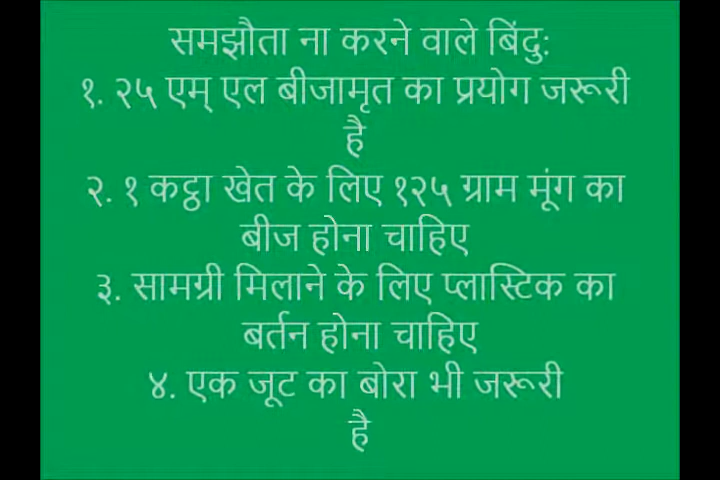 समझौता ना करने वाले बिंदु:
१. २५ एम् एल बीजामृत का प्रयोग जरूरी
है
२. १ कट्ठा खेत के लिए १२५ ग्राम मूंग का
बीज होना चाहिए
३. सामग्री मिलाने के लिए प्लास्टिक का
बर्तन होना चाहिए
४. एक जूट का बोरा भी जरूरी
है